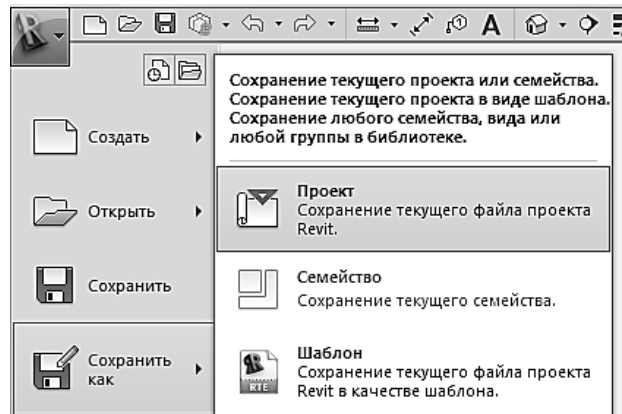 Сохранение текущего проекта или семейства.
Сохранение текущего проекта в виде шаблона.
Сохранение любого семейства, вида или
любой группы в библиотеке.
Создать
Открыть
Сохранить
Сохранить
как
Проект
Сохранение текущего файла проекта
Revit.
Семейство
Сохранение текущего семейства.
Шаблон
Сохранение текущего файла проекта
Revit в качестве шаблона.
RTE
A
1